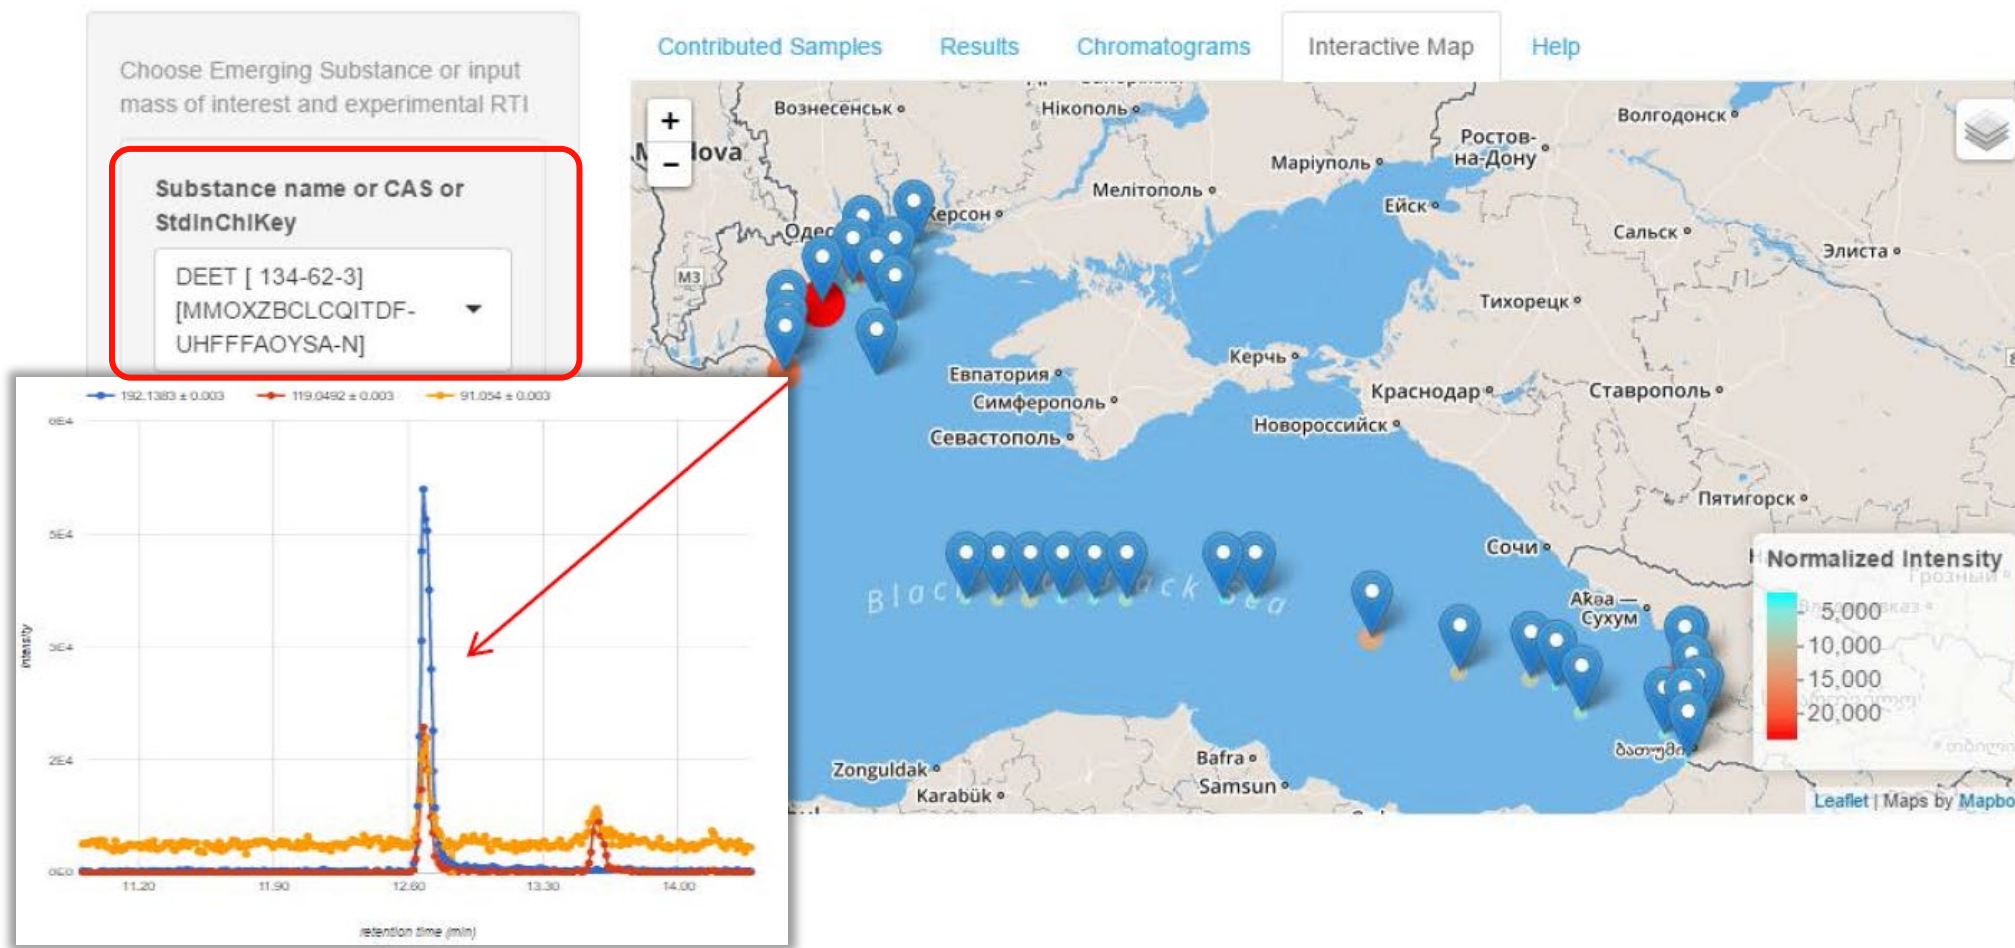 Contributed Samples
Results
Chromatograms
Interactive Map
Help
Choose Emerging Substance or input
mass of interest and experimental RTI
Substance name or CAS or
StdInChIKey
DEET [ 134-62-3]
[MMOXZBCLCQITDF-
UHFFFAOYSA-N]
+
−
Вознесенськ
Нікополь
Волгодонск
Ростов-
на-Дону
Маріуполь
Мелітополь
Херсон
Ейск
Сальск
Элиста
М3
Тихорецк
Керчь
Евпатория
Симферополь
Краснодар
Ставрополь
Севастополь
Новороссийск
Пятигорск
Сочи
Аҟәа —
Сухум
Грозный
Black Sea
Normalized Intensity
5,000
10,000
15,000
20,000
ბათუმი
Zonguldak
Karabük
Bafra
Samsun
Leaflet | Maps by Mapbo
192.1383 ± 0.003
119.0492 ± 0.003
91.054 ± 0.003
6E4
5E4
3E4
2E4
0E0
intensity
11.20
11.90
12.60
13.30
14.00
retention time (min)